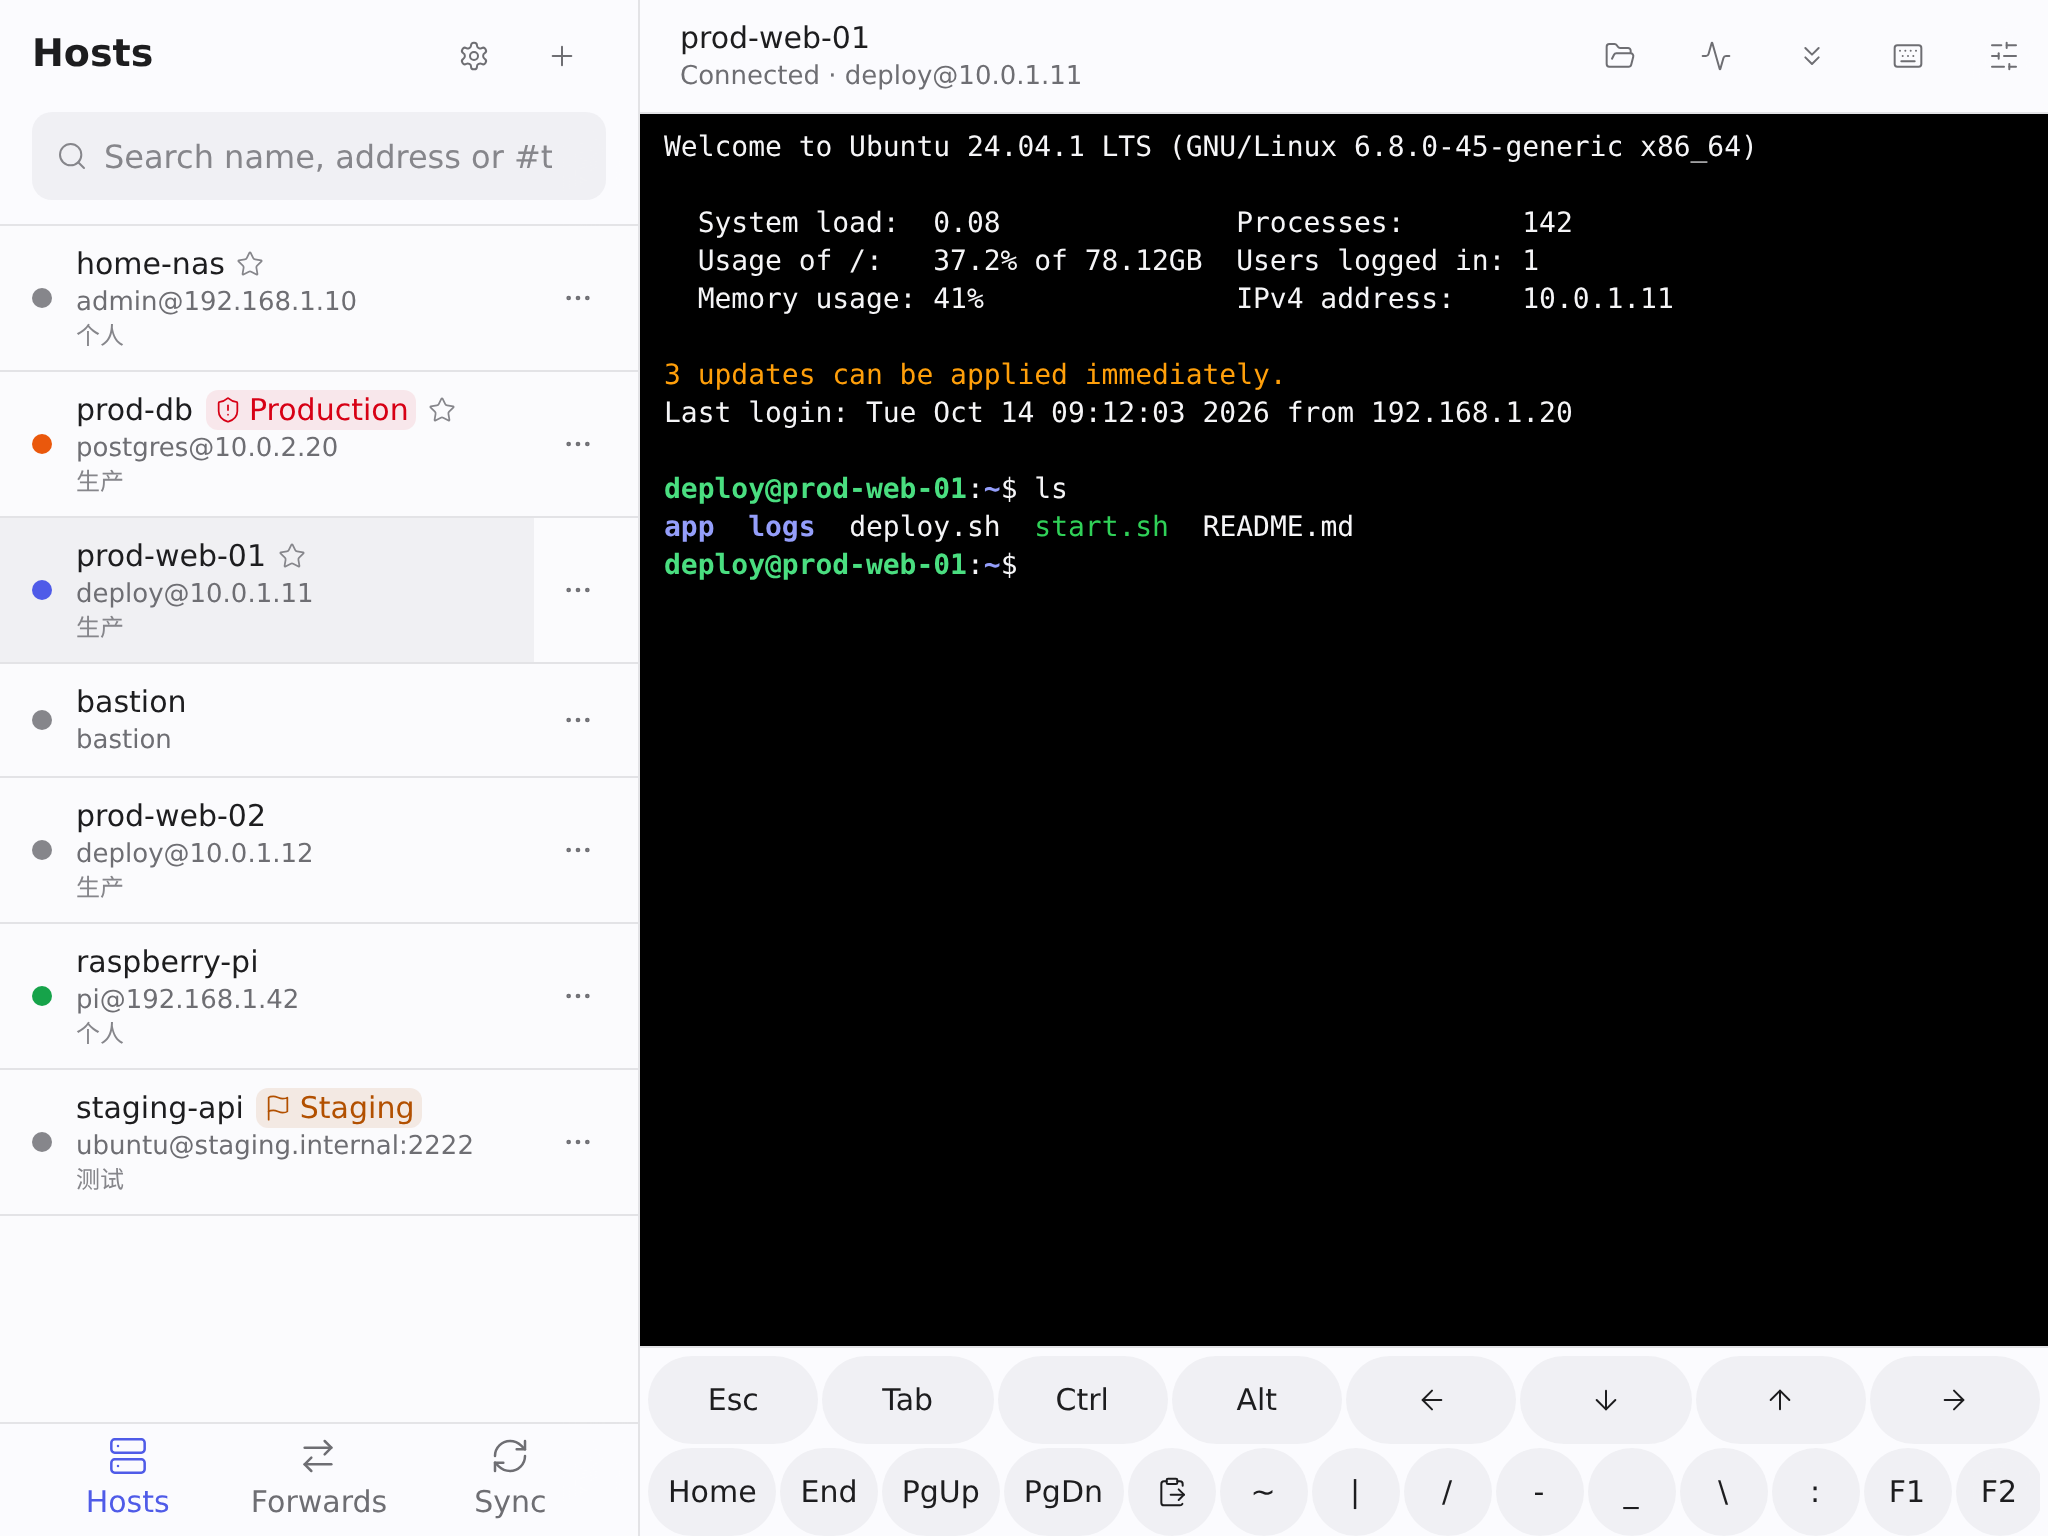 Hosts
Search name, address or #t
home-nas
admin@192.168.1.10
个人
prod-db Production
postgres@10.0.2.20
生产
prod-web-01
deploy@10.0.1.11
生产
bastion
bastion
prod-web-02
deploy@10.0.1.12
生产
raspberry-pi
pi@192.168.1.42
个人
staging-api Staging
ubuntu@staging.internal:2222
测试
Hosts Forwards Sync
prod-web-01
Connected · deploy@10.0.1.11
Welcome to Ubuntu 24.04.1 LTS (GNU/Linux 6.8.0-45-generic x86_64)
System load: 0.08 Processes: 142
Usage of /: 37.2% of 78.12GB Users logged in: 1
Memory usage: 41% IPv4 address: 10.0.1.11
3 updates can be applied immediately.
Last login: Tue Oct 14 09:12:03 2026 from 192.168.1.20
deploy@prod-web-01:~$ ls
app logs deploy.sh start.sh README.md
deploy@prod-web-01:~$
Esc Tab Ctrl Alt ← ↓ ↑ →
Home End PgUp PgDn ~ | / - _ \ : F1 F2